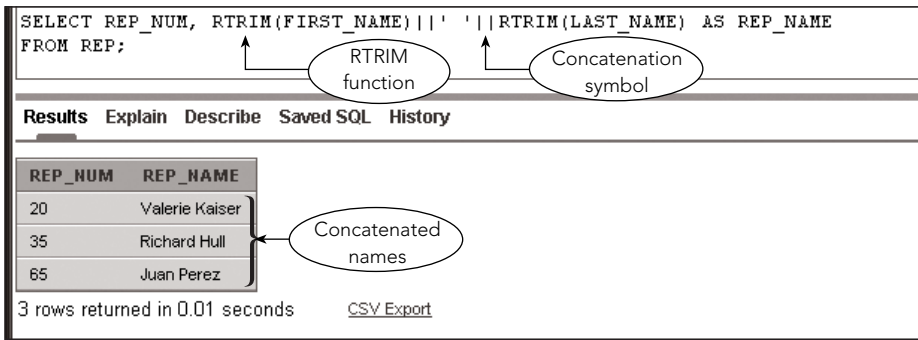 SELECT REP_NUM, RTRIM(FIRST_NAME)||' '||RTRIM(LAST_NAME) AS REP_NAME
FROM REP;
RTRIM
function
Concatenation
symbol
Results Explain Describe Saved SQL History
REP_NUM REP_NAME
20 Valerie Kaiser
35 Richard Hull
65 Juan Perez
Concatenated
names
3 rows returned in 0.01 seconds CSV Export